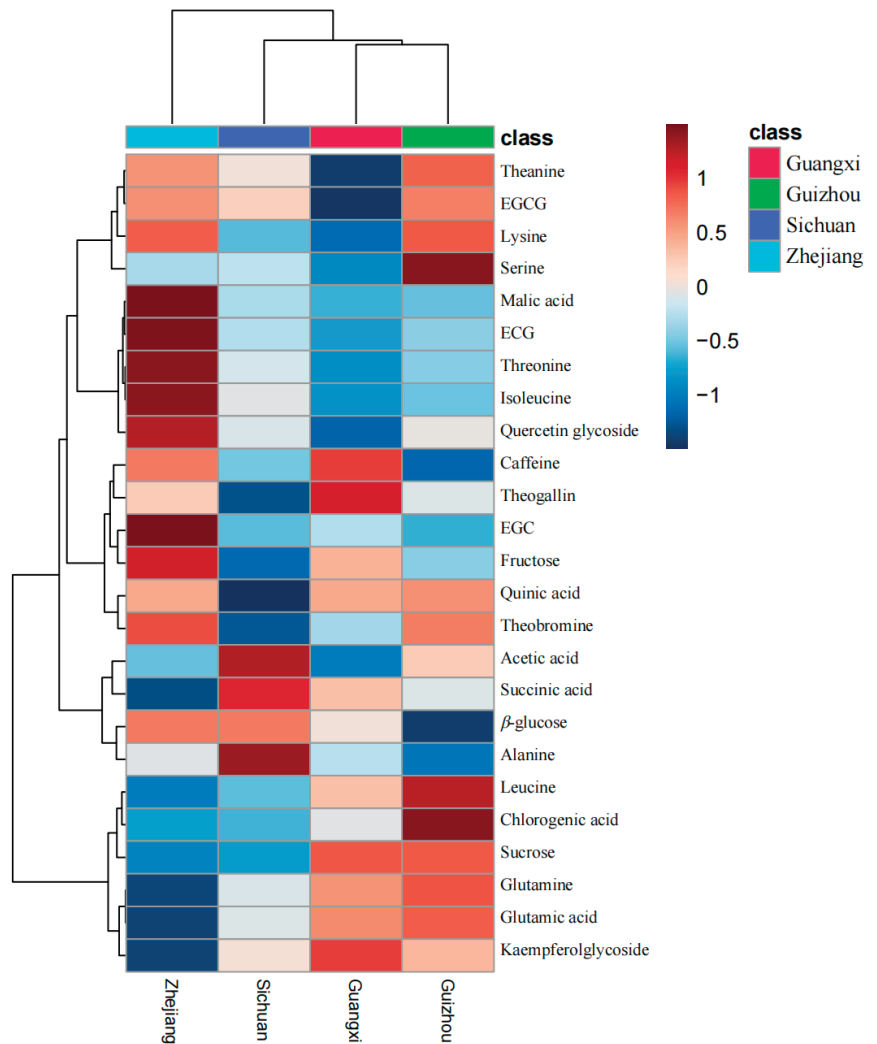 class
Theanine
EGCG
Lysine
Serine
Malic acid
ECG
Threonine
Isoleucine
Quercetin glycoside
Caffeine
Theogallin
EGC
Fructose
Quinic acid
Theobromine
Acetic acid
Succinic acid
β-glucose
Alanine
Leucine
Chlorogenic acid
Sucrose
Glutamine
Glutamic acid
Kaempferolglycoside
Zhejiang
Sichuan
Guangxi
Guizhou
1
0.5
0
−0.5
−1
class
Guangxi
Guizhou
Sichuan
Zhejiang